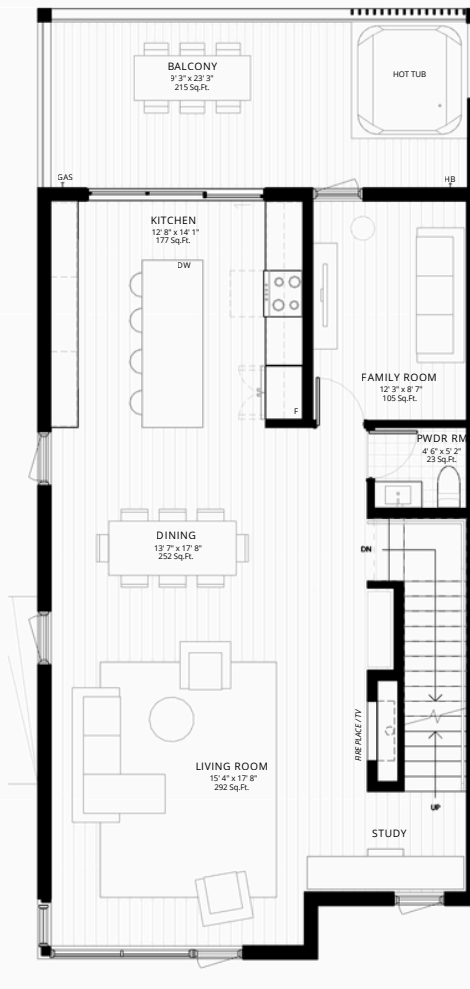 BALCONY
9' 3" x 23' 3"
215 Sq.Ft.
HOT TUB
GAS
HB
KITCHEN
12' 8" x 14' 1"
177 Sq.Ft.
DW
F
FAMILY ROOM
12' 3" x 8' 7"
105 Sq.Ft.
PWDR RM
4' 6" x 5' 2"
23 Sq.Ft.
DINING
13' 7" x 17' 8"
252 Sq.Ft.
DN
FIRE PLACE / TV
LIVING ROOM
15' 4" x 17' 8"
292 Sq.Ft.
UP
STUDY